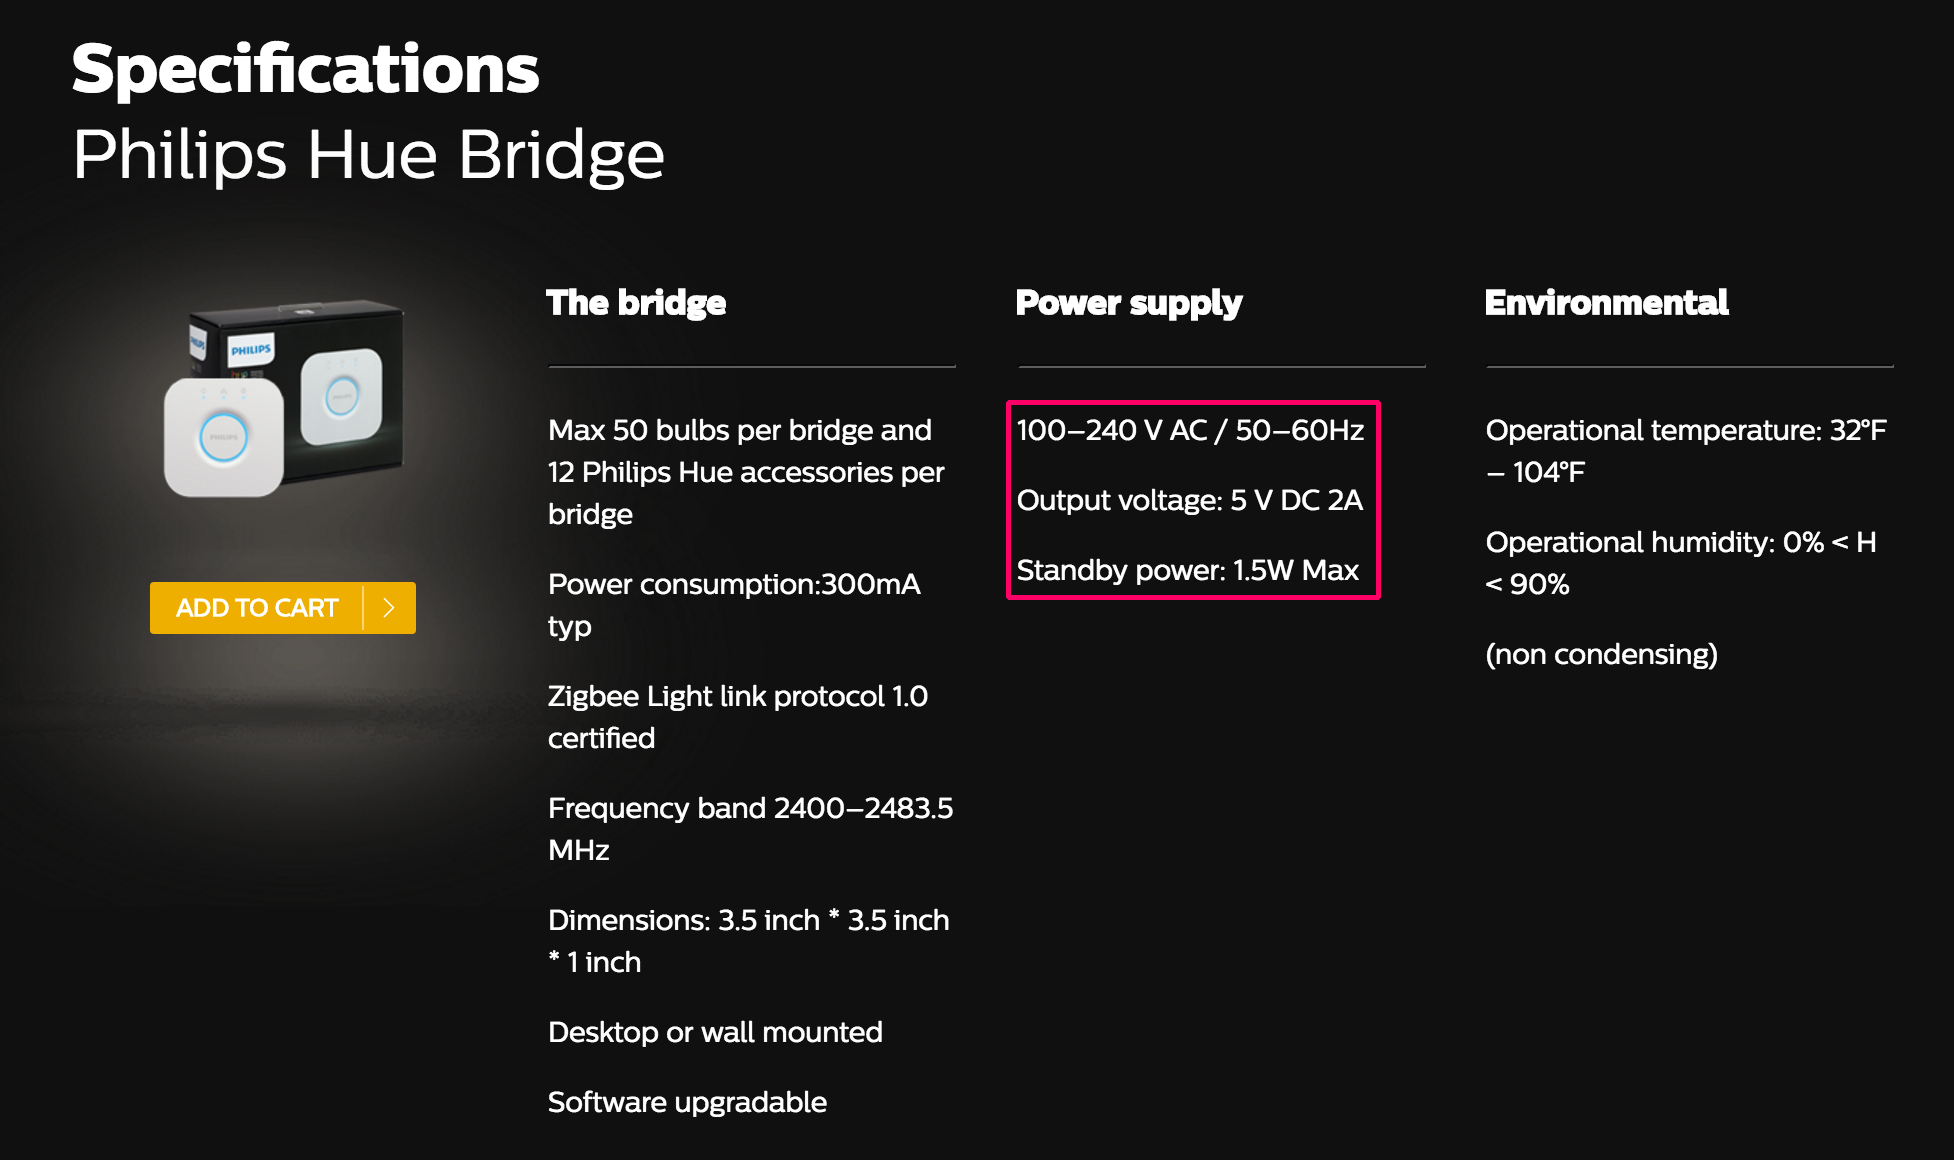 Specifications
Philips Hue Bridge
PHILIPS
PHILIPS
PHILIPS
ADD TO CART
The bridge
Max 50 bulbs per bridge and
12 Philips Hue accessories per
bridge
Power consumption:300mA
typ
Zigbee Light link protocol 1.0
certified
Frequency band 2400–2483.5
MHz
Dimensions: 3.5 inch * 3.5 inch
* 1 inch
Desktop or wall mounted
Software upgradable
Power supply
100–240 V AC / 50–60Hz
Output voltage: 5 V DC 2A
Standby power: 1.5W Max
Environmental
Operational temperature: 32°F
– 104°F
Operational humidity: 0% < H
< 90%
(non condensing)